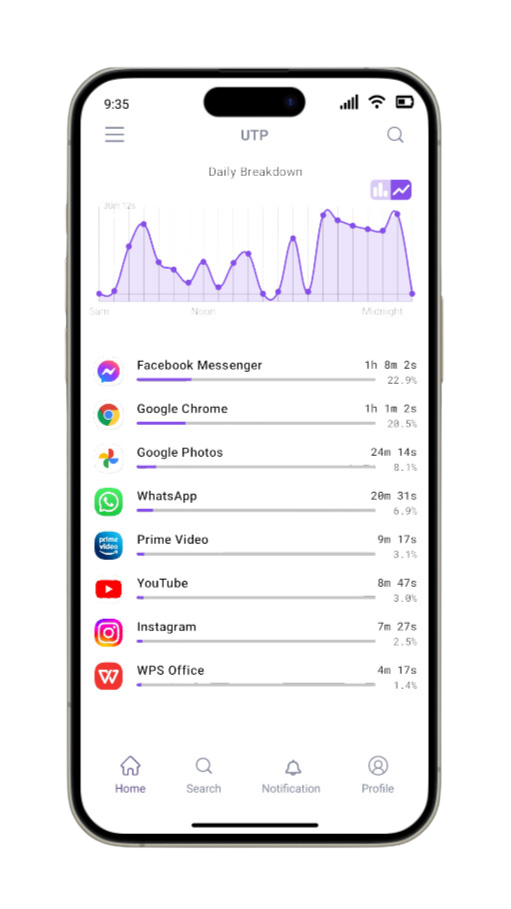 9:35
UTP
Daily Breakdown
30m 12s
5am Noon Midnight
Facebook Messenger 1h 8m 2s
22.9%
Google Chrome 1h 1m 2s
20.5%
Google Photos 24m 14s
8.1%
WhatsApp 20m 31s
6.9%
prime video
Prime Video 9m 17s
3.1%
YouTube 8m 47s
3.0%
Instagram 7m 27s
2.5%
WPS Office 4m 17s
1.4%
Home Search Notification Profile